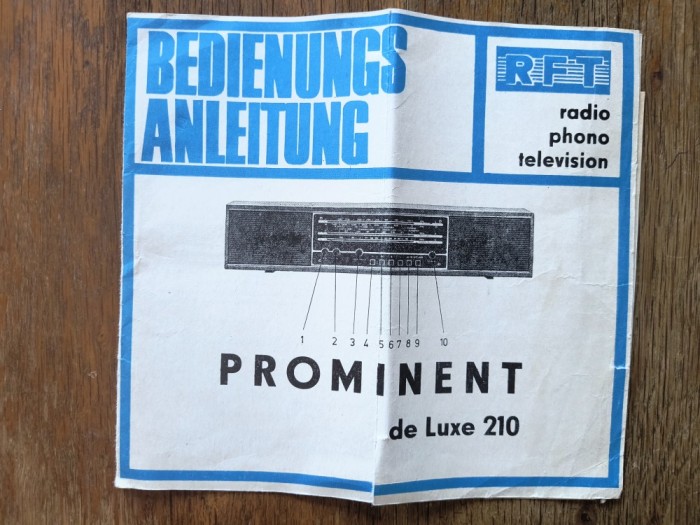 BEDIENUNGS
ANLEITUNG
RFT
radio
phono
television
1 2 3 4 5 6 7 8 9 10
PROMINENT
de Luxe 210